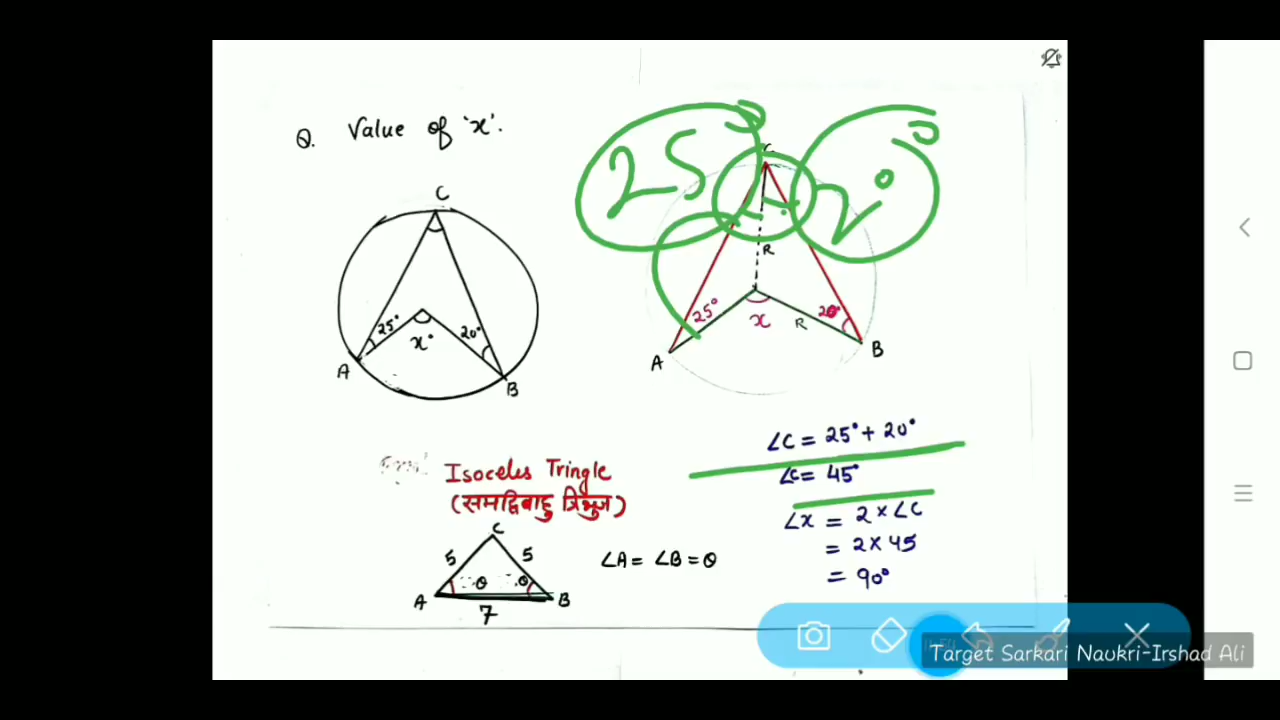 Q. Value of 'x'.
C
25°
20°
x°
A
B
25°
20
C
R
25°
20°
x
R
A
B
∠C = 25° + 20°
∠C = 45°
∠x = 2 × ∠C
= 2 × 45
= 90°
Isoceles Tringle
(समद्विबाहु त्रिभुज)
C
5
5
θ
θ
A
B
7
∠A = ∠B = θ
Target Sarkari Naukri-Irshad Ali